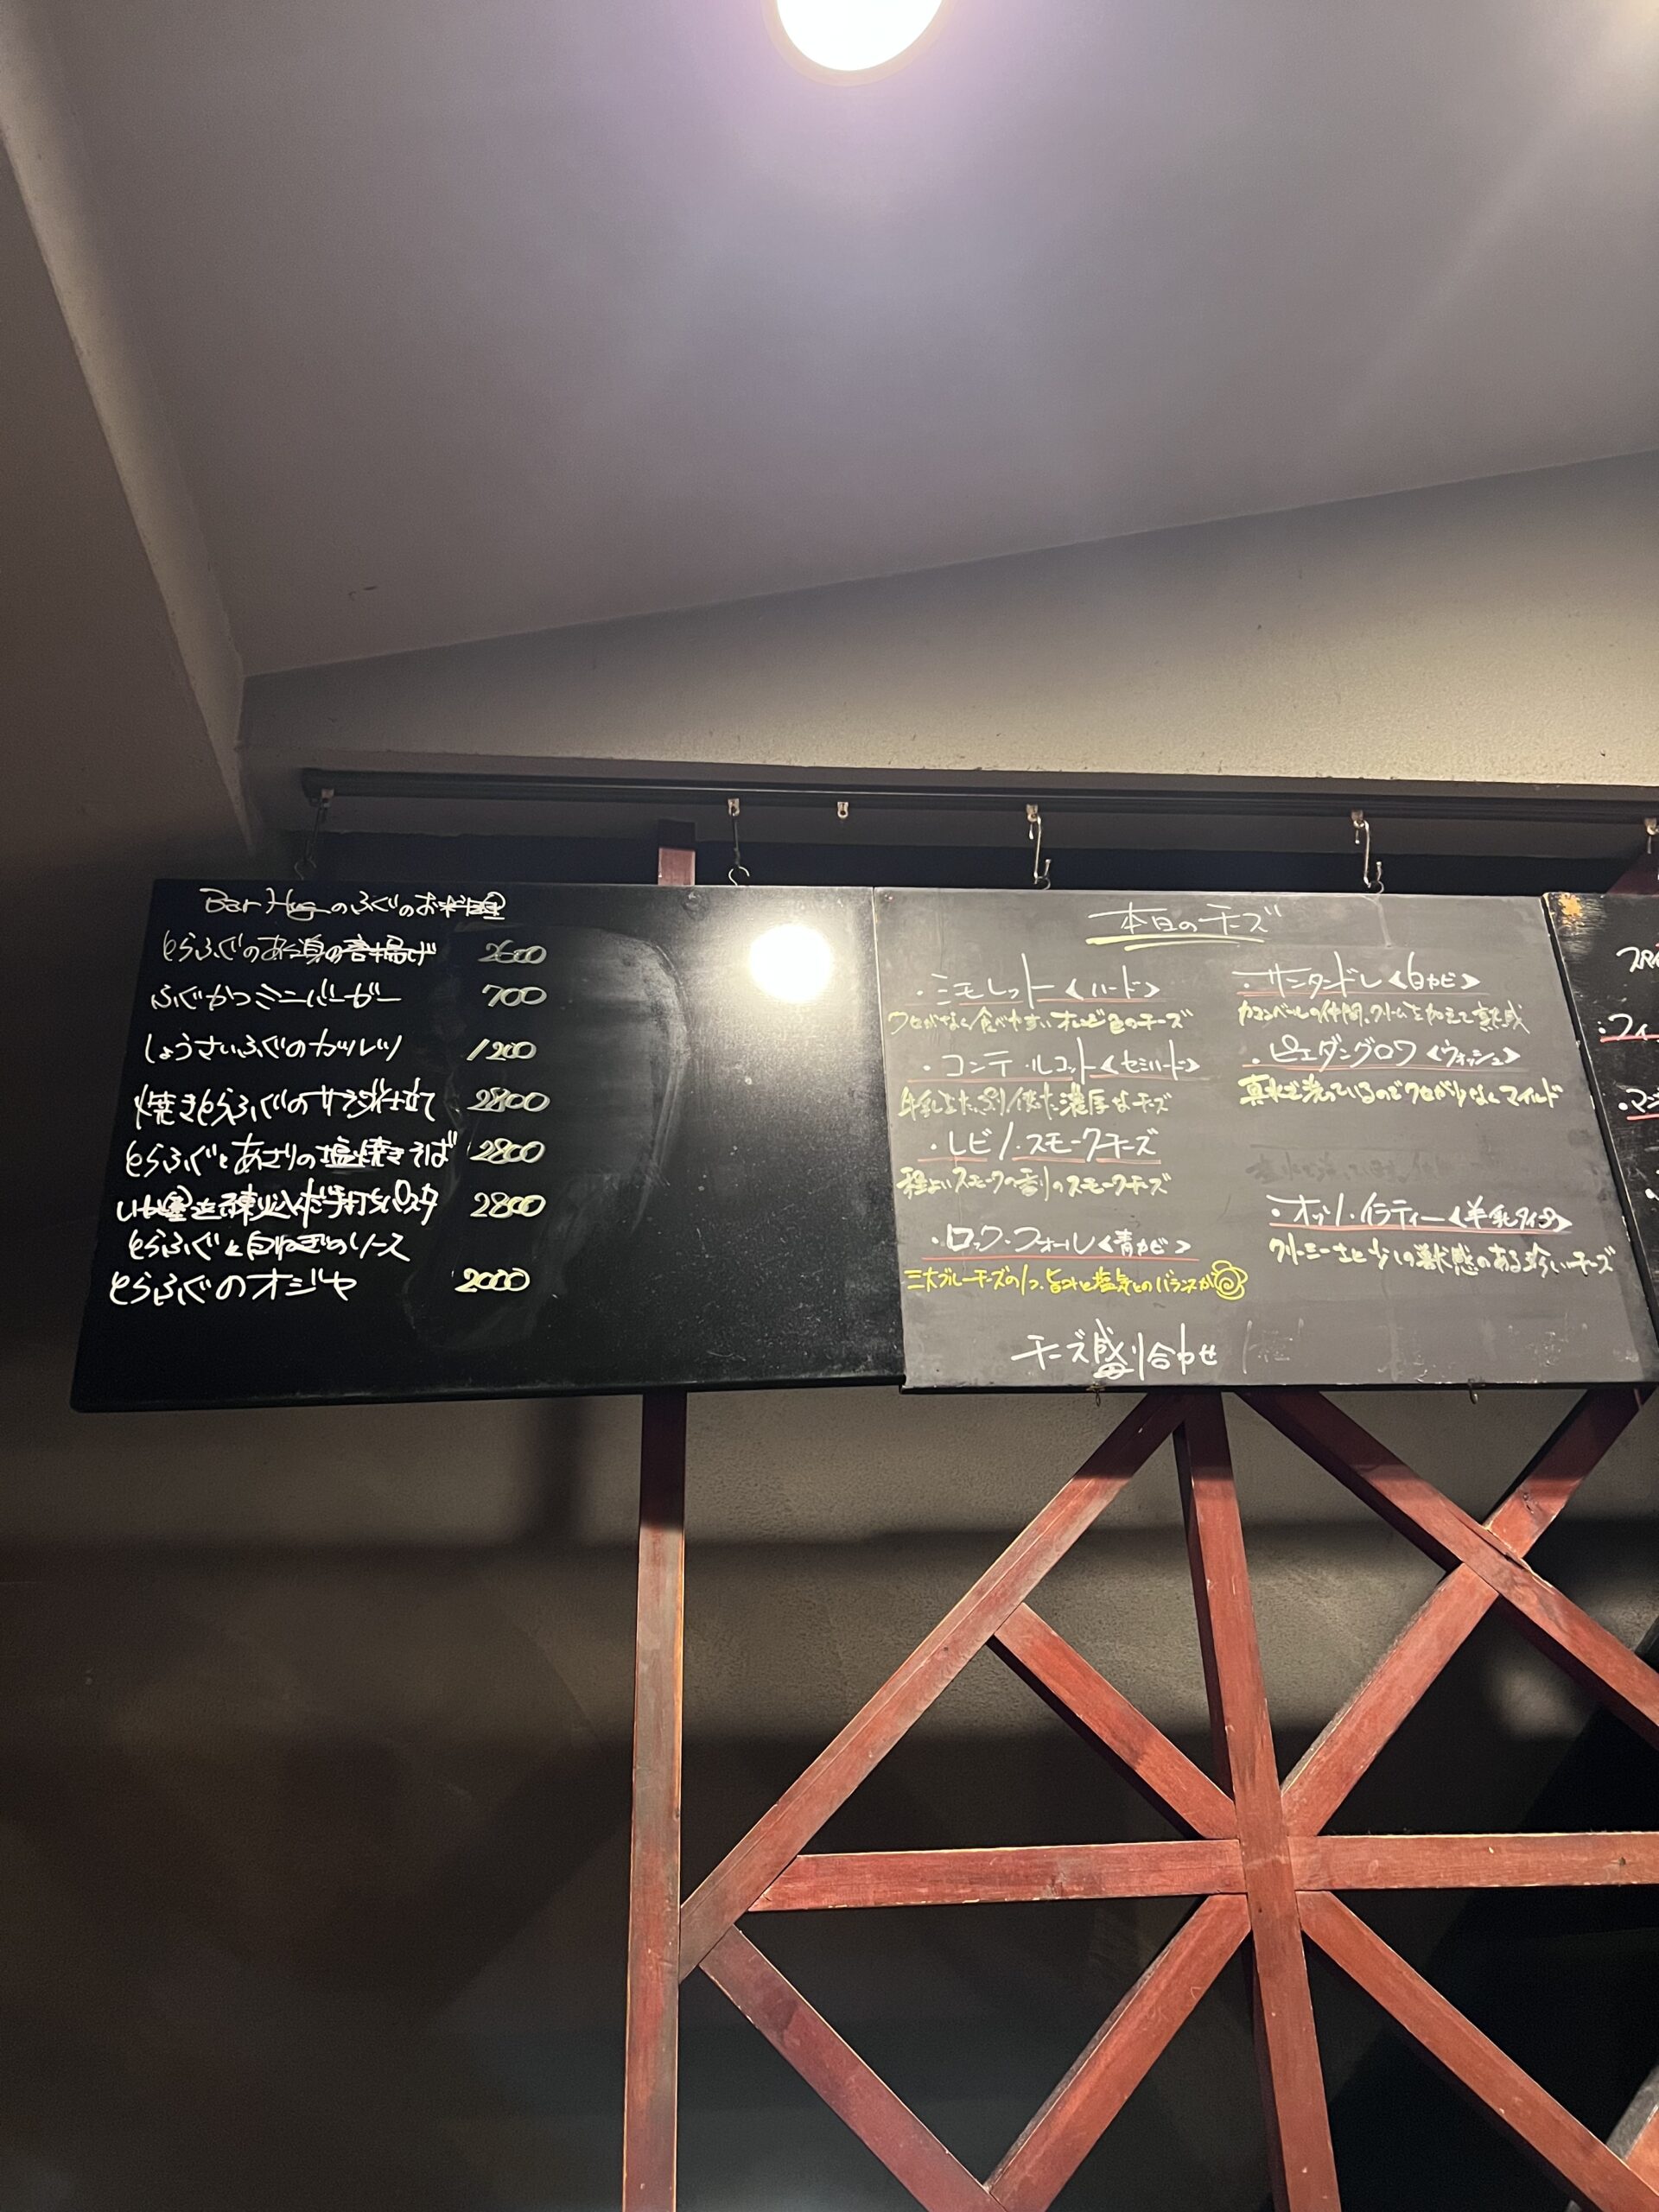 Bar Hugのふぐのお料理
とらふぐのあら身の唐揚げ 2600
ふぐかつミニバーガー 700
しょうさいふぐのカツレツ 1200
焼きとらふぐのサラダ仕立て 2800
とらふぐとあさりの塩焼きそば 2800
練り込んだ手打ちパスタ 2800
とらふぐと白ねぎのソース
とらふぐのオジヤ 2000
本日のチーズ
・ミモレット<ハード>
クセがなく食べやすいオレンジ色のチーズ
・コンテ・ルコット<セミハード>
牛乳をたっぷり使った濃厚なチーズ
・レビノ・スモークチーズ
程よいスモークの香りのスモークチーズ
・ロックフォール<青カビ>
三大ブルーチーズの1つ。旨みと塩気とのバランスが
・サンタンドレ<白カビ>
カマンベールの仲間、クリームを加えて熟成
・ピエダングロワ<ウォッシュ>
真水で洗っているのでクセが少なくマイルド
・オッソ・イラティー<羊乳タイプ>
クリーミーさと少しの獣感のある珍しいチーズ
チーズ盛り合わせ